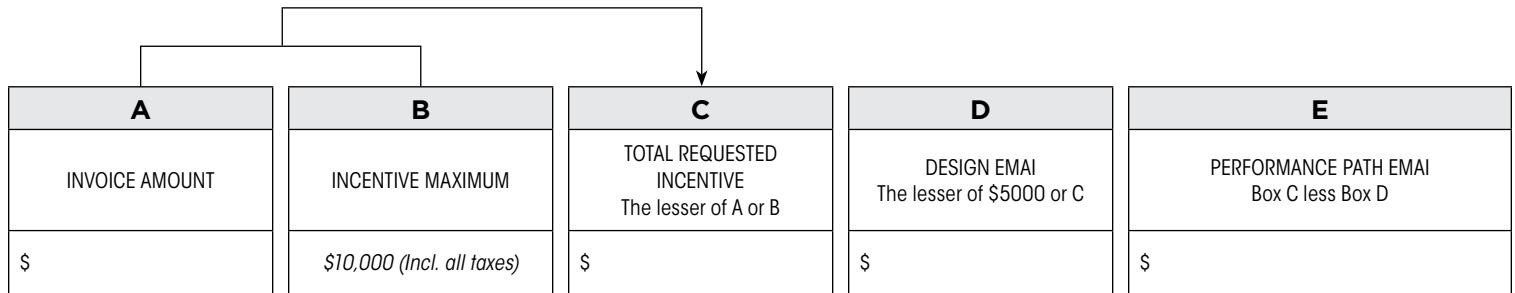 A
B
C
D
E
INVOICE AMOUNT
INCENTIVE MAXIMUM
TOTAL REQUESTED
INCENTIVE
The lesser of A or B
DESIGN EMAI
The lesser of $5000 or C
PERFORMANCE PATH EMAI
Box C less Box D
$
$10,000 (Incl. all taxes)
$
$
$